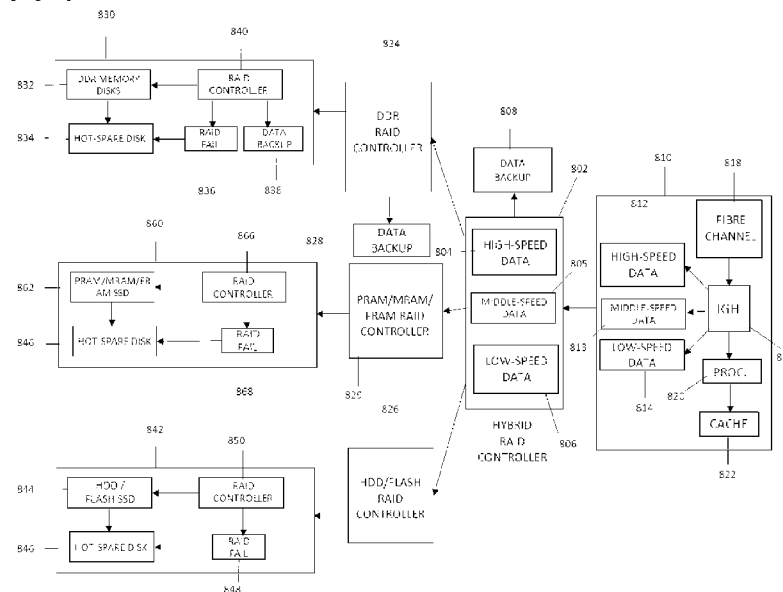 830
840
824
832
DDR MEMORY
DISKS
RAID
CONTROLLER
834
HOT-SPARE DISK
RAID
FAIL
DATA
BACKUP
836
838
DDR
RAID
CONTROLLER
DATA
BACKUP
808
DATA
BACKUP
802
804
HIGH-SPEED
DATA
805
MIDDLE-SPEED
DATA
LOW-SPEED
DATA
806
HYBRID
RAID
CONTROLLER
810
812
818
FIBRE
CHANNEL
HIGH-SPEED
DATA
MIDDLE-SPEED
DATA
813
LOW-SPEED
DATA
814
820
PROC.
CACHE
822
860
866
828
862
PRAM/MRAM/FR
AM SSD
RAID
CONTROLLER
846
HOT SPARE DISK
RAID
FAIL
868
PRAM/MRAM/
FRAM RAID
CONTROLLER
829
826
842
850
844
HDD /
FLASH SSD
RAID
CONTROLLER
846
HOT-SPARE DISK
RAID
FAIL
848
HDD/FLASH
RAID
CONTROLLER